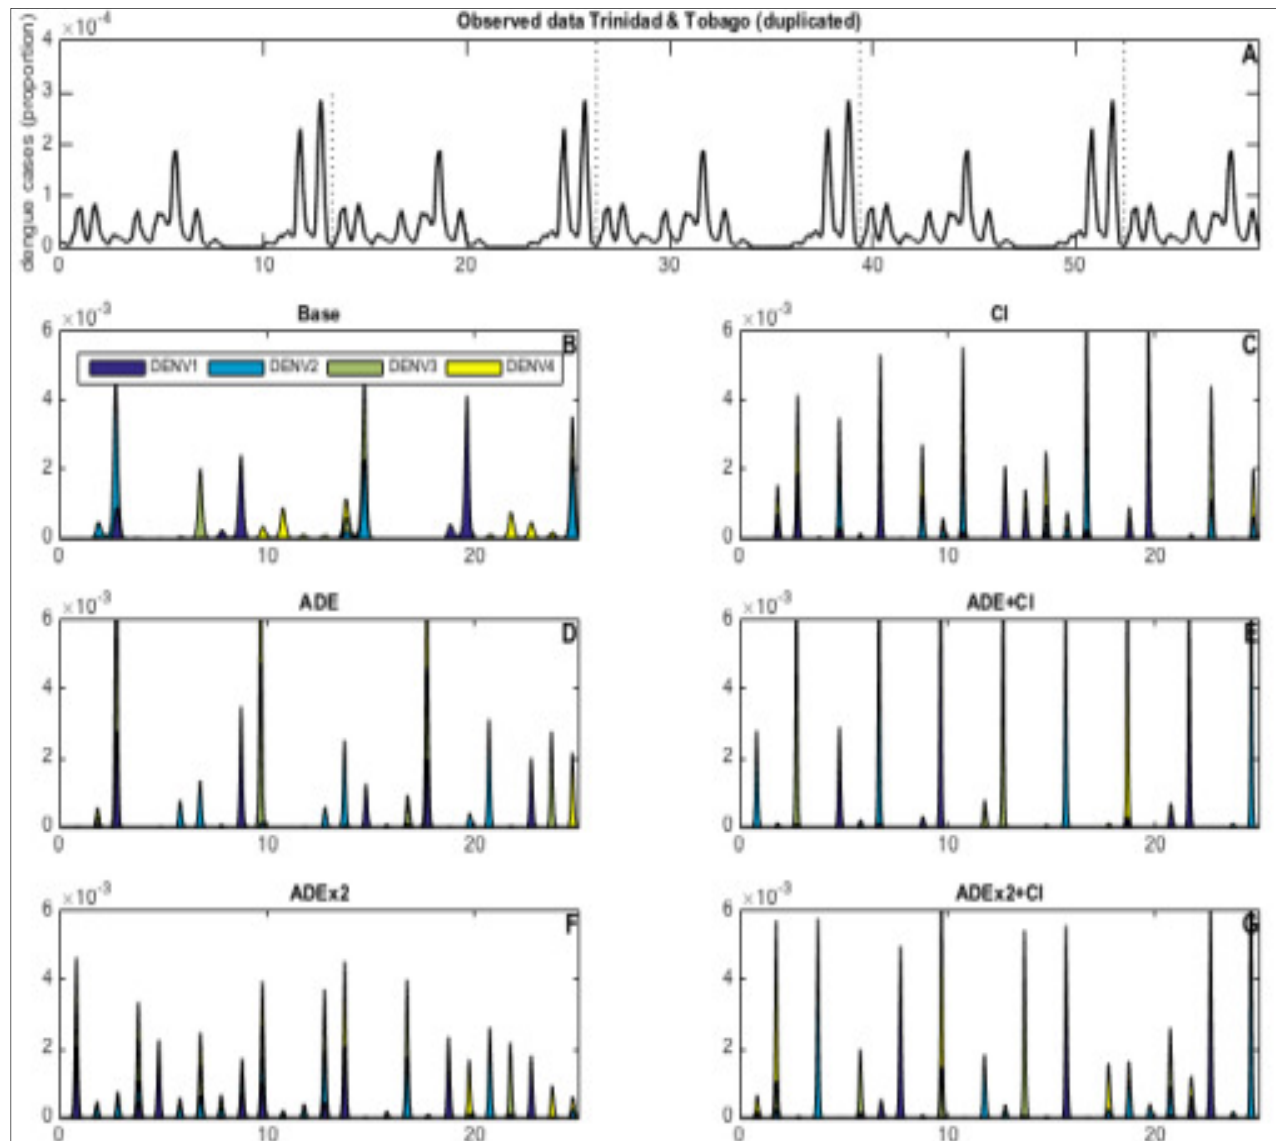 Observed data Trinidad & Tobago (duplicated)
×10⁻⁴
A
dengue cases (proportion)
4
3
2
1
0
0 10 20 30 40 50
Base
×10⁻³
B
DENV1 DENV2 DENV3 DENV4
6
4
2
0
0 10 20
CI
×10⁻³
C
6
4
2
0
0 10 20
ADE
×10⁻³
D
6
4
2
0
0 10 20
ADE+CI
×10⁻³
E
6
4
2
0
0 10 20
ADEx2
×10⁻³
F
6
4
2
0
0 10 20
ADEx2+CI
×10⁻³
G
6
4
2
0
0 10 20